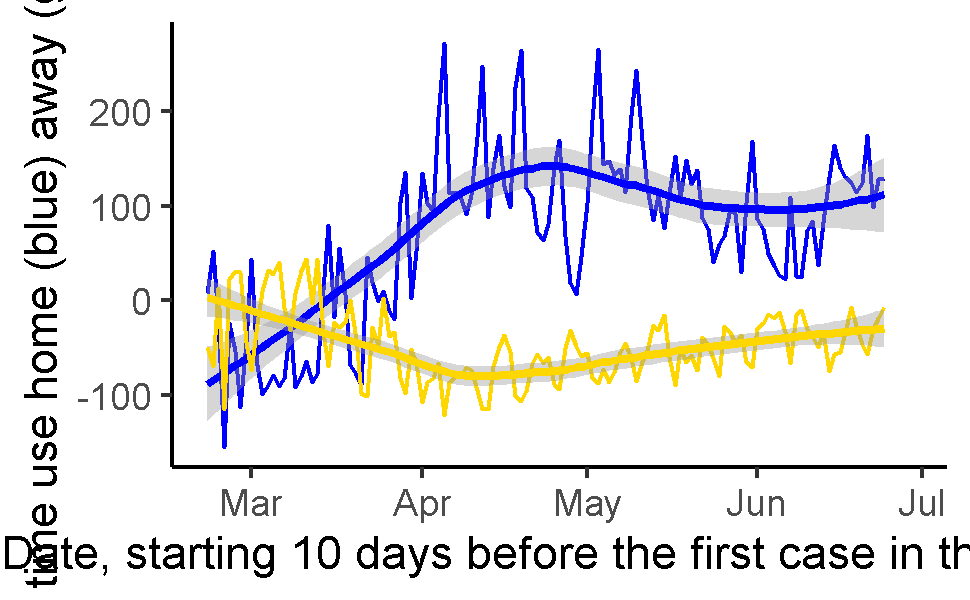 time use home (blue) away (
200
100
0
-100
Mar Apr May Jun Jul
Date, starting 10 days before the first case in th